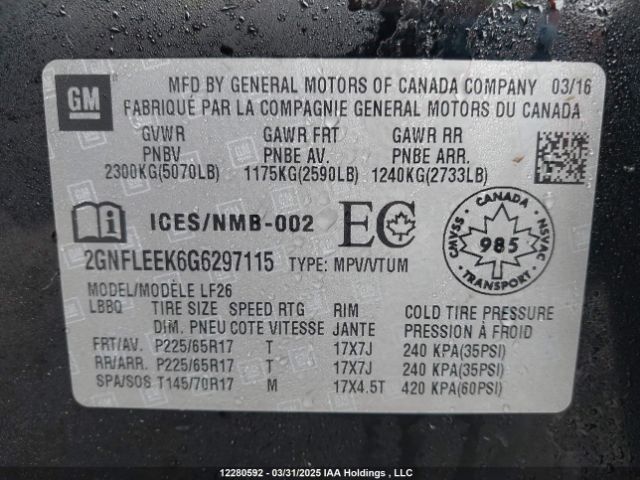 GM
MFD BY GENERAL MOTORS OF CANADA COMPANY 03/16
FABRIQUÉ PAR LA COMPAGNIE GENERAL MOTORS DU CANADA
GVWR GAWR FRT GAWR RR
PNBV PNBE AV. PNBE ARR.
2300KG(5070LB) 1175KG(2590LB) 1240KG(2733LB)
ICES/NMB-002 EC
CANADA
CMVSS 985 NSVAC
TRANSPORT
2GNFLEEK6G6297115 TYPE: MPV/VTUM
MODEL/MODÈLE LF26
LBBQ TIRE SIZE SPEED RTG RIM COLD TIRE PRESSURE
DIM. PNEU COTE VITESSE JANTE PRESSION À FROID
FRT/AV. P225/65R17 T 17X7J 240 KPA(35PSI)
RR/ARR. P225/65R17 T 17X7J 240 KPA(35PSI)
SPA/SOS T145/70R17 M 17X4.5T 420 KPA(60PSI)
12280592 - 03/31/2025 IAA Holdings, LLC